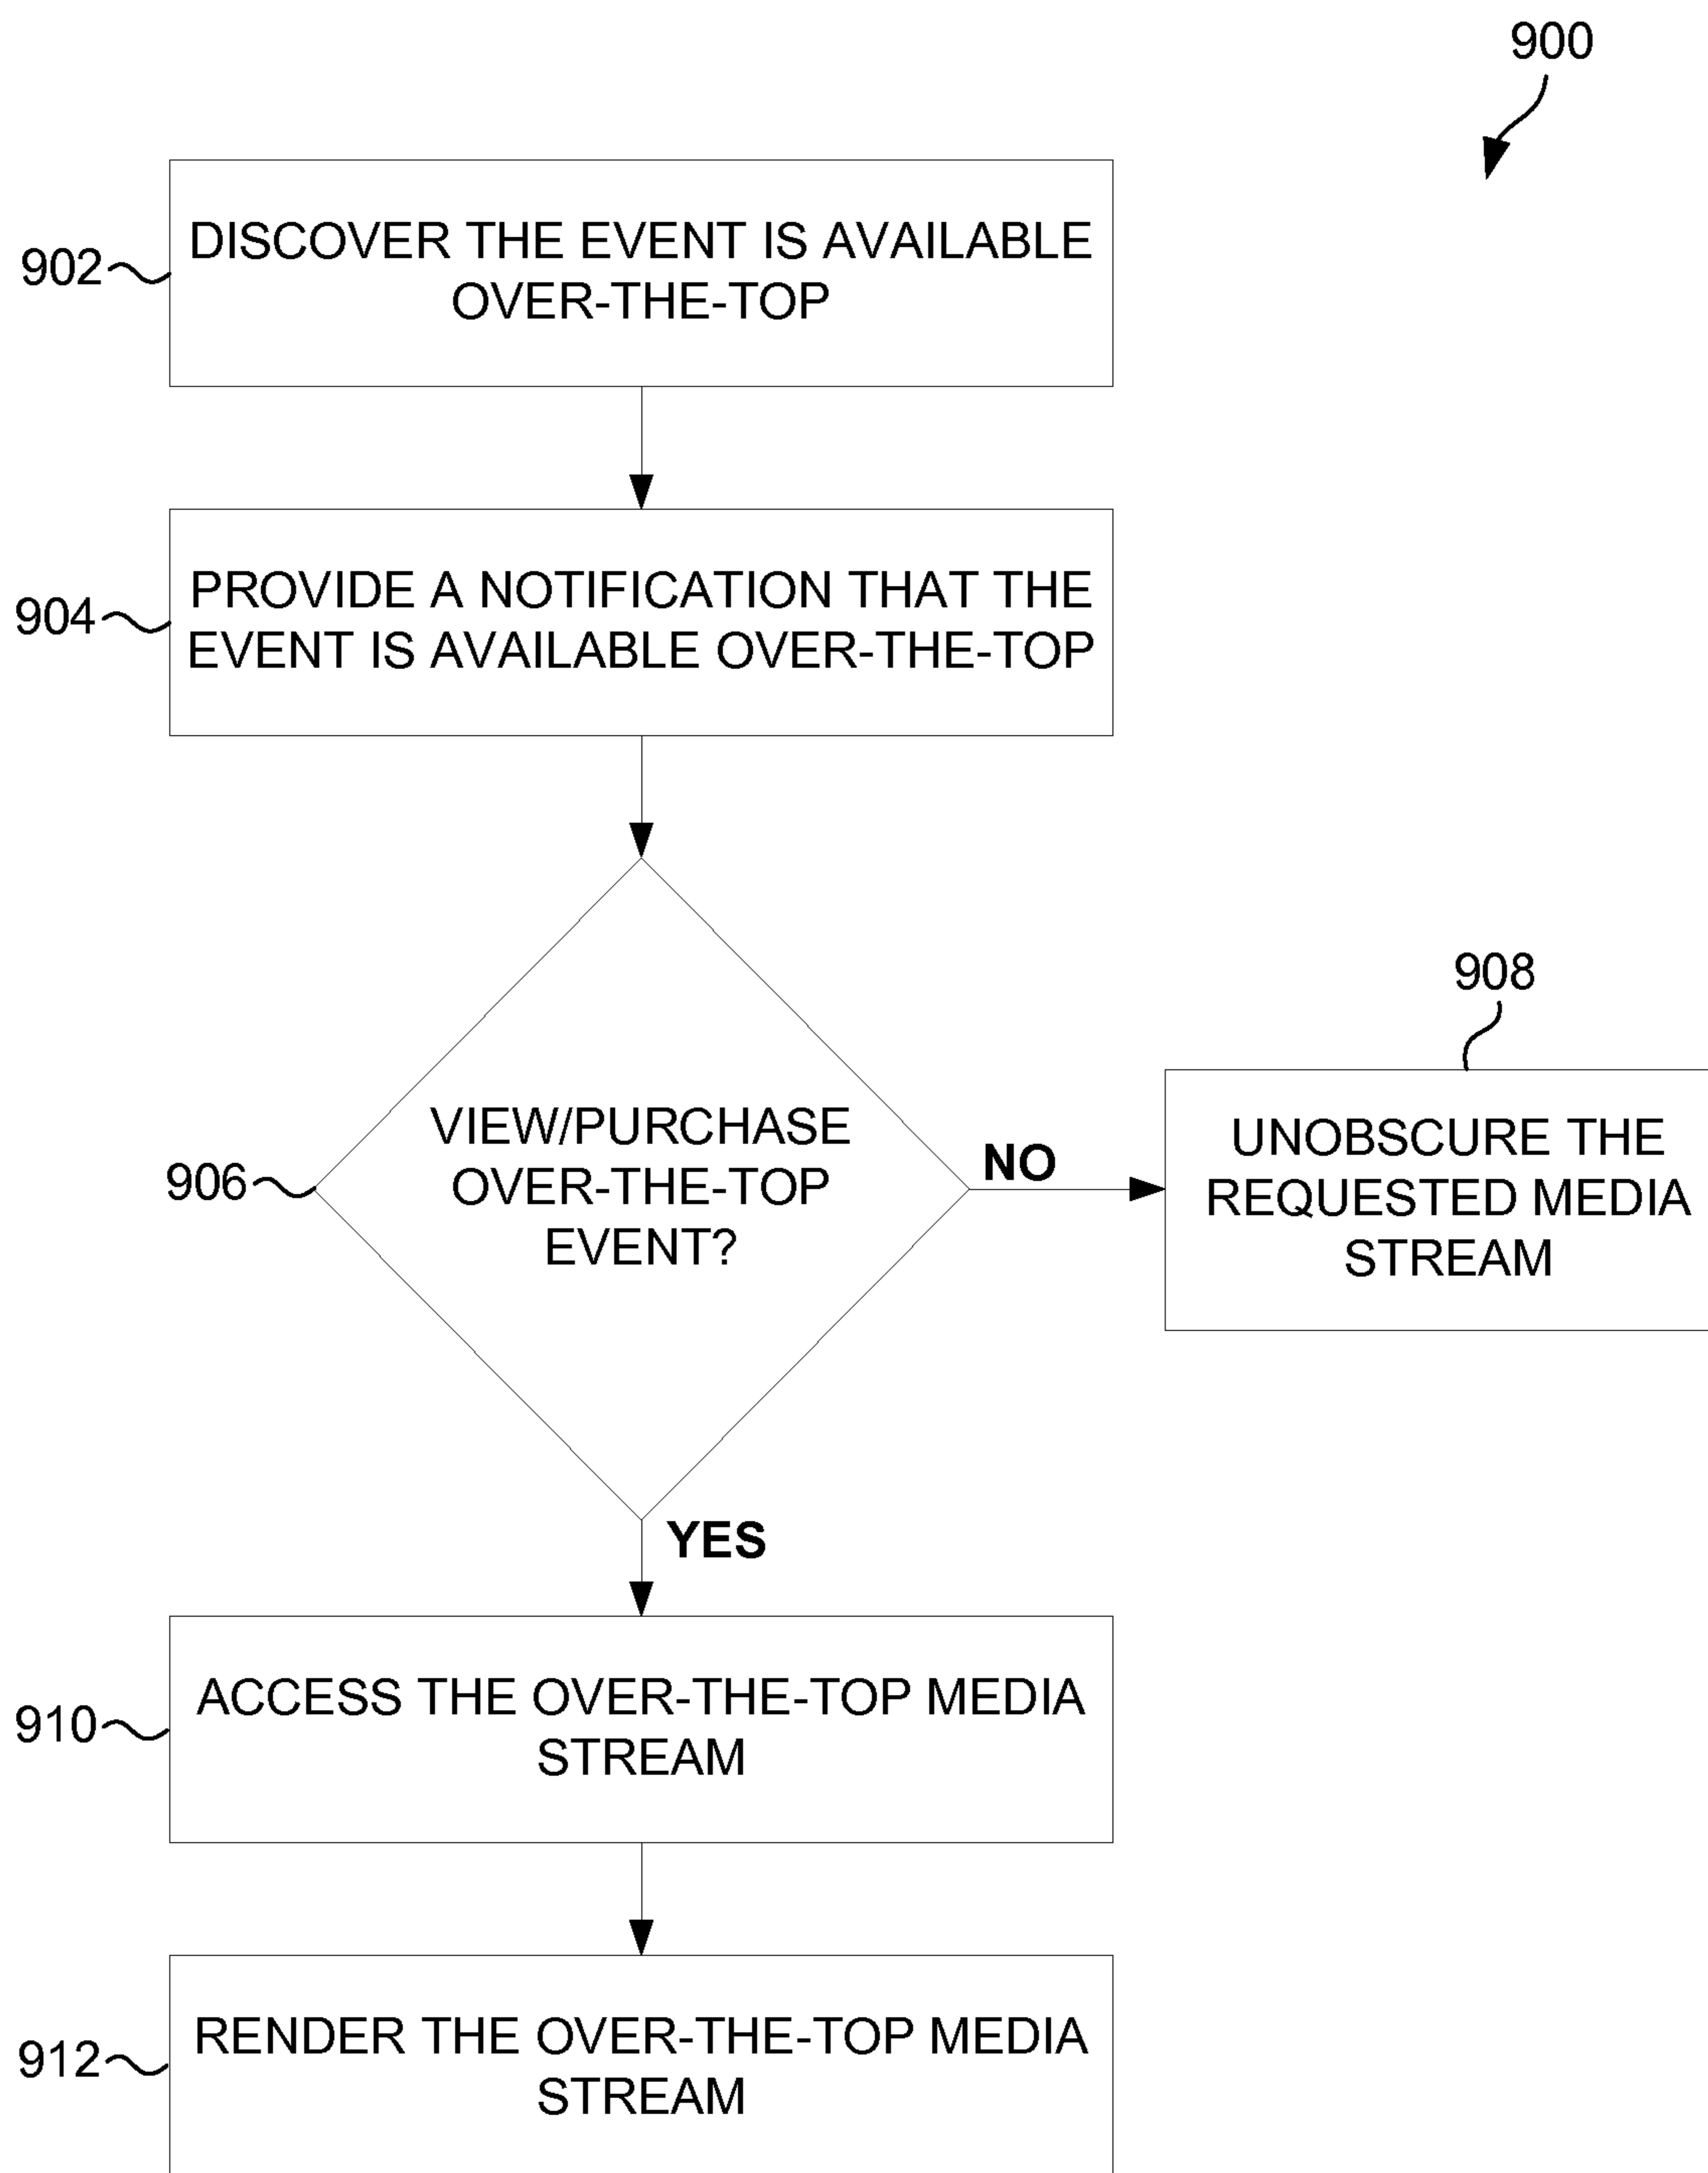 900
902
DISCOVER THE EVENT IS AVAILABLE
OVER-THE-TOP
904
PROVIDE A NOTIFICATION THAT THE
EVENT IS AVAILABLE OVER-THE-TOP
906
VIEW/PURCHASE
OVER-THE-TOP
EVENT?
NO
908
UNOBSCURE THE
REQUESTED MEDIA
STREAM
YES
910
ACCESS THE OVER-THE-TOP MEDIA
STREAM
912
RENDER THE OVER-THE-TOP MEDIA
STREAM